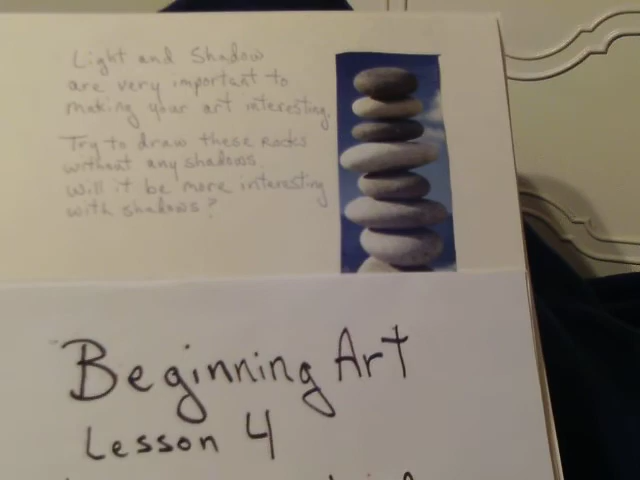 Light and Shadow
are very important to
making your art interesting.
Try to draw these Rocks
without any shadows.
Will it be more interesting
with shadows?
Beginning Art
Lesson 4